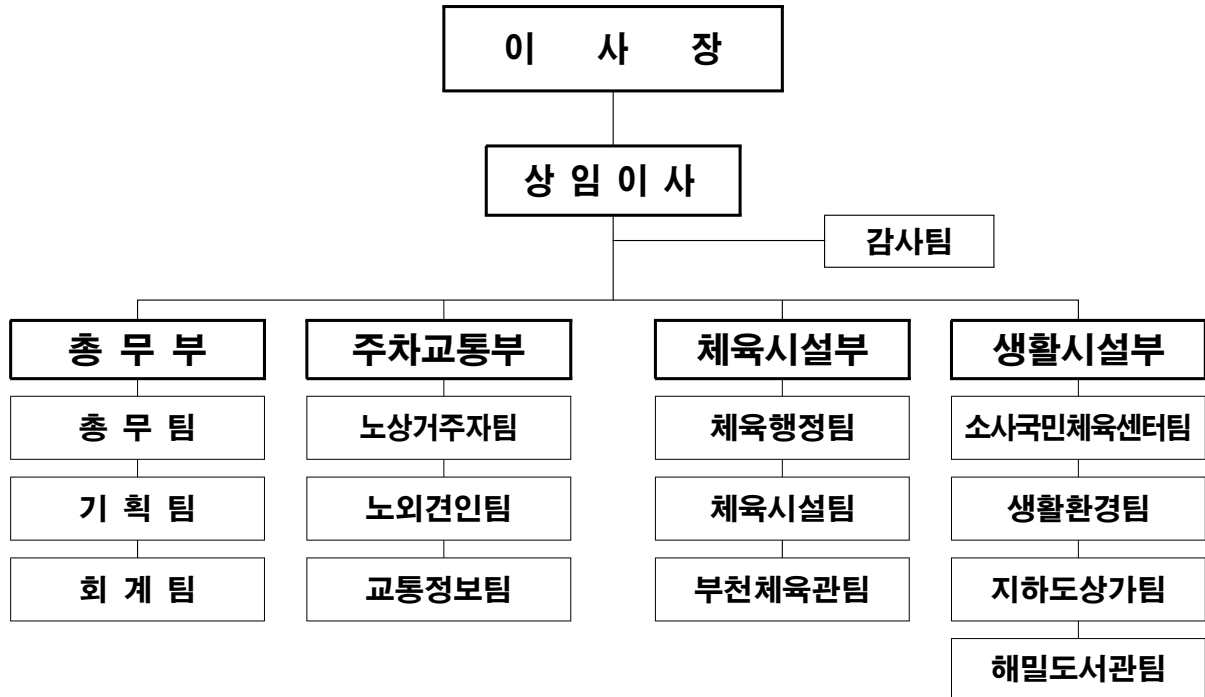 이 사 장
상 임 이 사
감사팀
총 무 부 주차교통부 체육시설부 생활시설부
총 무 팀 노상거주자팀 체육행정팀 소사국민체육센터팀
기 획 팀 노외견인팀 체육시설팀 생활환경팀
회 계 팀 교통정보팀 부천체육관팀 지하도상가팀
해밀도서관팀